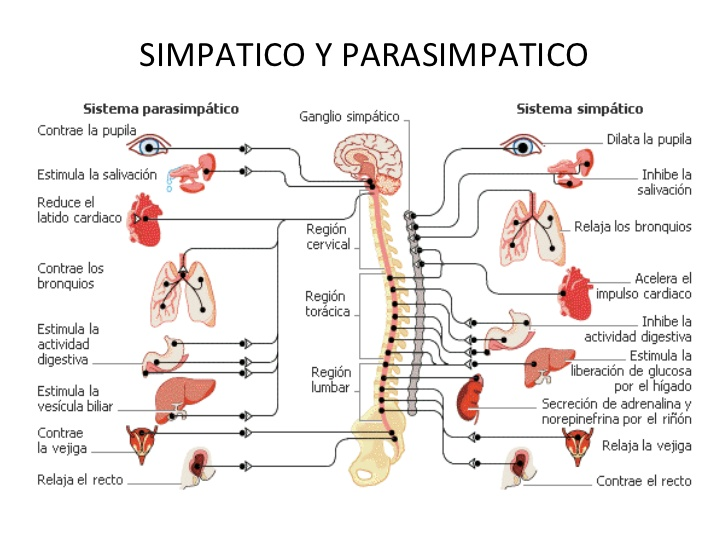 SIMPATICO Y PARASIMPATICO
Sistema parasimpático
Contrae la pupila
Estimula la salivación
Reduce el
latido cardiaco
Contrae los
bronquios
Estimula la
actividad
digestiva
Estimula la
vesícula biliar
Contrae
la vejiga
Relaja el recto
Ganglio simpático
Región
cervical
Región
torácica
Región
lumbar
Sistema simpático
Dilata la pupila
Inhibe la
salivación
Relaja los bronquios
Acelera el
impulso cardiaco
Inhibe la
actividad digestiva
Estimula la
liberación de glucosa
por el hígado
Secreción de adrenalina y
norepinefrina por el riñón
Relaja la vejiga
Contrae el recto